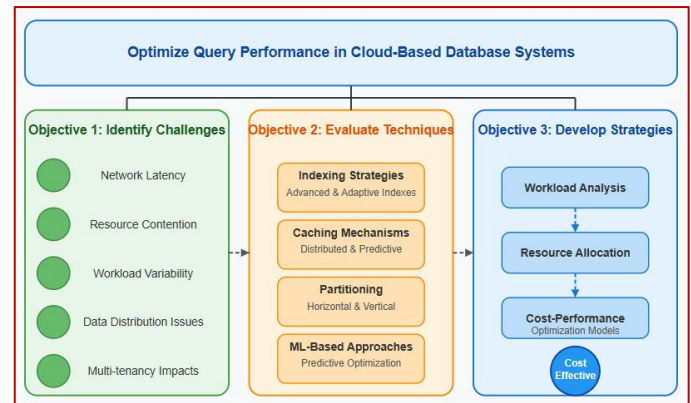 Optimize Query Performance in Cloud-Based Database Systems
Objective 1: Identify Challenges
Network Latency
Resource Contention
Workload Variability
Data Distribution Issues
Multi-tenancy Impacts
Objective 2: Evaluate Techniques
Indexing Strategies
Advanced & Adaptive Indexes
Caching Mechanisms
Distributed & Predictive
Partitioning
Horizontal & Vertical
ML-Based Approaches
Predictive Optimization
Objective 3: Develop Strategies
Workload Analysis
Resource Allocation
Cost-Performance
Optimization Models
Cost
Effective